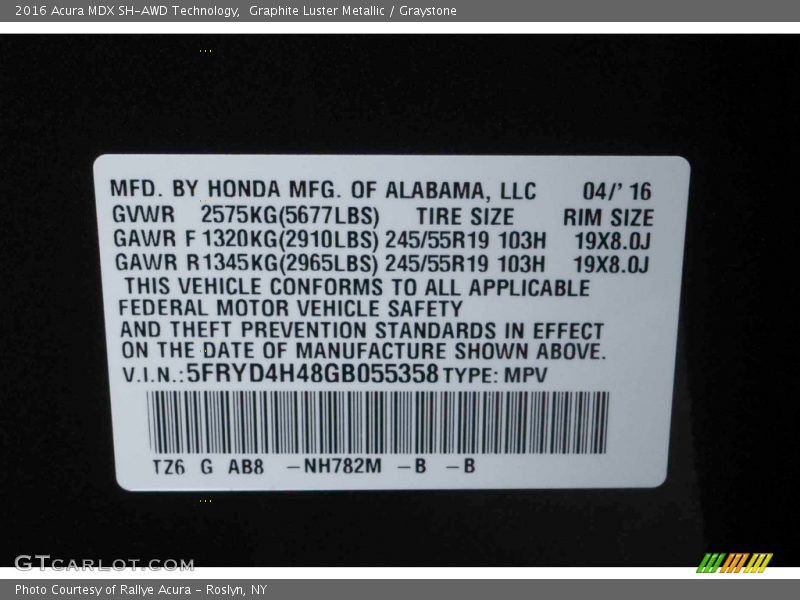 2016 Acura MDX SH-AWD Technology,  Graphite Luster Metallic / Graystone
MFD. BY HONDA MFG. OF ALABAMA, LLC 04/' 16
GVWR 2575KG(5677LBS) TIRE SIZE RIM SIZE
GAWR F 1320KG(2910LBS) 245/55R19 103H 19X8.0J
GAWR R 1345KG(2965LBS) 245/55R19 103H 19X8.0J
THIS VEHICLE CONFORMS TO ALL APPLICABLE
FEDERAL MOTOR VEHICLE SAFETY
AND THEFT PREVENTION STANDARDS IN EFFECT
ON THE DATE OF MANUFACTURE SHOWN ABOVE.
V.I.N.:5FRYD4H48GB055358 TYPE: MPV
TZ6 G AB8 -NH782M -B -B
GTCARLOT.COM
Photo Courtesy of Rallye Acura - Roslyn, NY